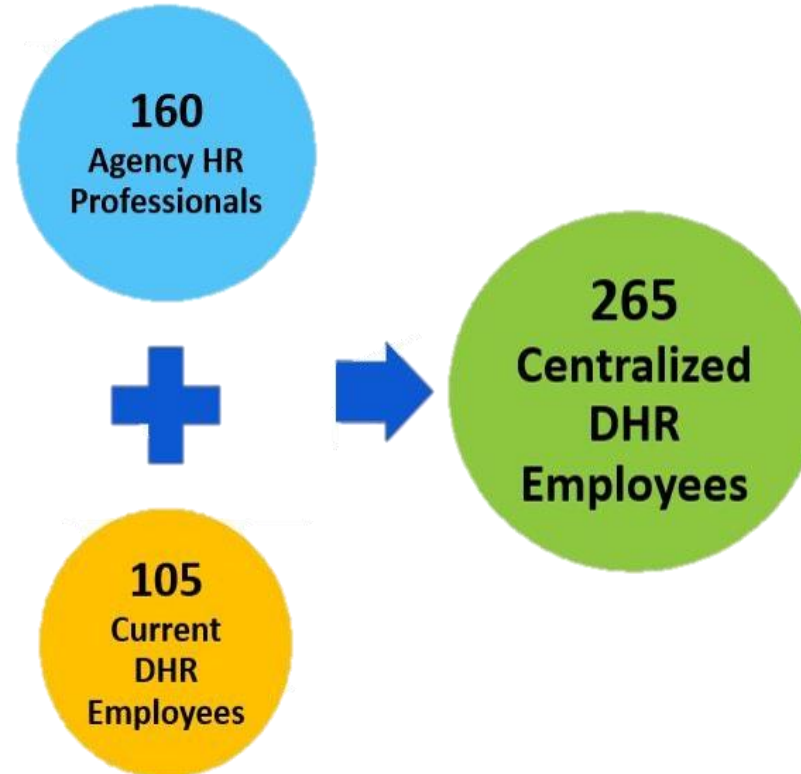 160
Agency HR
Professionals
105
Current
DHR
Employees
265
Centralized
DHR
Employees